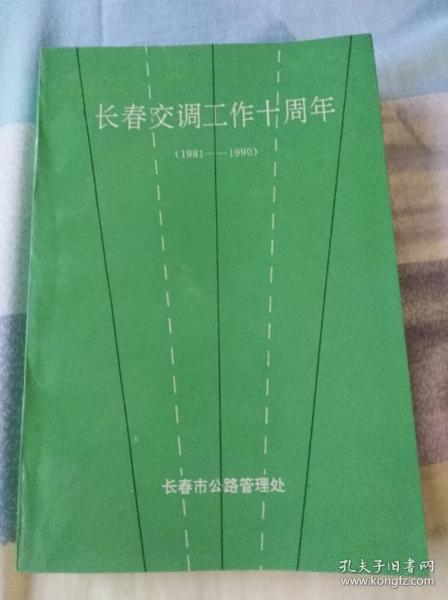 长春交调工作十周年
(1981——1990)
长春市公路管理处
孔夫子旧书网
www.kongfz.com